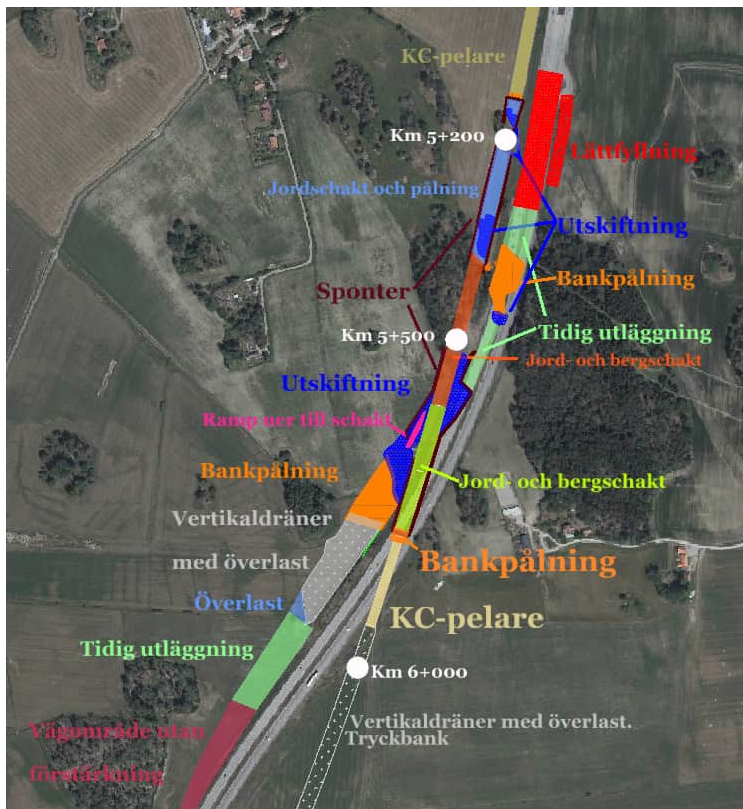 KC-pelare
Km 5+200
Lättfyllning
Jordschakt och pålning
Utskiftning
Bankpålning
Sponter
Tidig utläggning
Km 5+500
Jord- och bergschakt
Utskiftning
Ramp ner till schakt
Bankpålning
Jord- och bergschakt
Vertikaldräner
med överlast
Bankpålning
Överlast
KC-pelare
Tidig utläggning
Km 6+000
Vertikaldräner med överlast.
Tryckbank
Vägområde utan
förstärkning